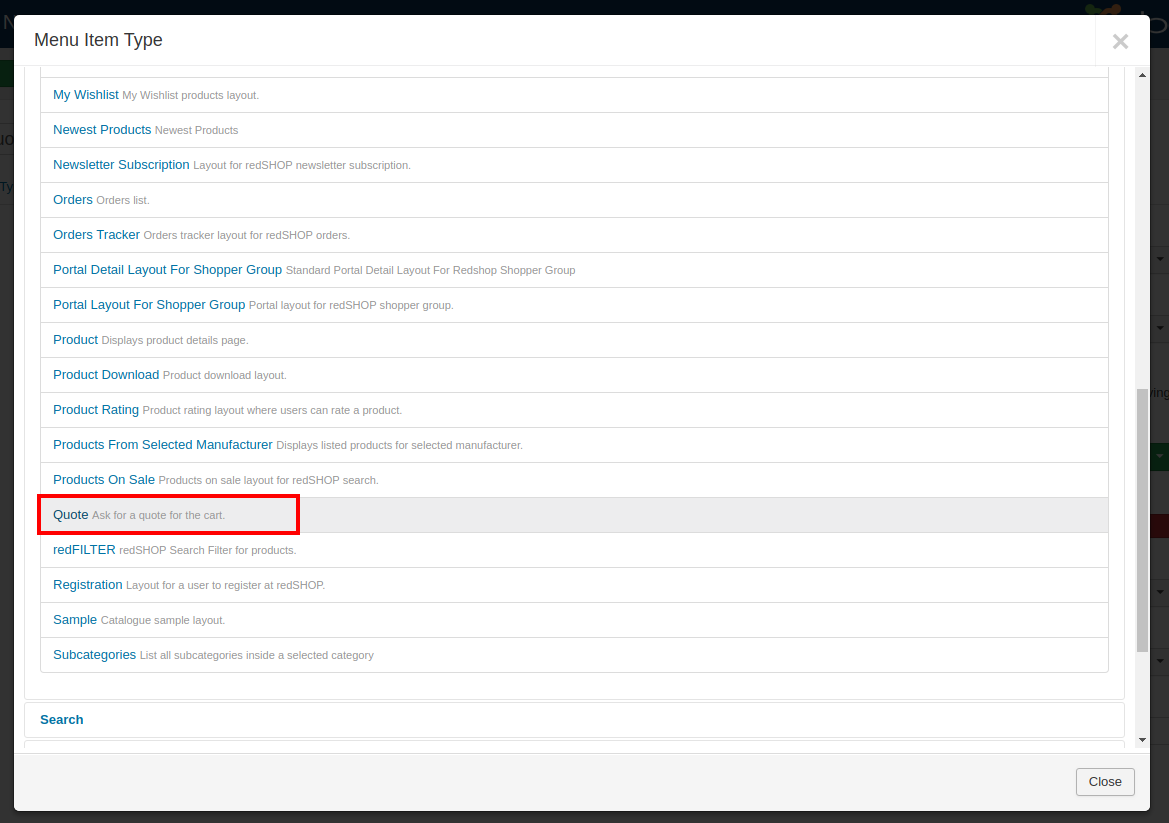 Menu Item Type
My Wishlist My Wishlist products layout.
Newest Products Newest Products
Newsletter Subscription Layout for redSHOP newsletter subscription.
Orders Orders list.
Orders Tracker Orders tracker layout for redSHOP orders.
Portal Detail Layout For Shopper Group Standard Portal Detail Layout For Redshop Shopper Group
Portal Layout For Shopper Group Portal layout for redSHOP shopper group.
Product Displays product details page.
Product Download Product download layout.
Product Rating Product rating layout where users can rate a product.
Products From Selected Manufacturer Displays listed products for selected manufacturer.
Products On Sale Products on sale layout for redSHOP search.
Quote Ask for a quote for the cart.
redFILTER redSHOP Search Filter for products.
Registration Layout for a user to register at redSHOP.
Sample Catalogue sample layout.
Subcategories List all subcategories inside a selected category
Search
Close